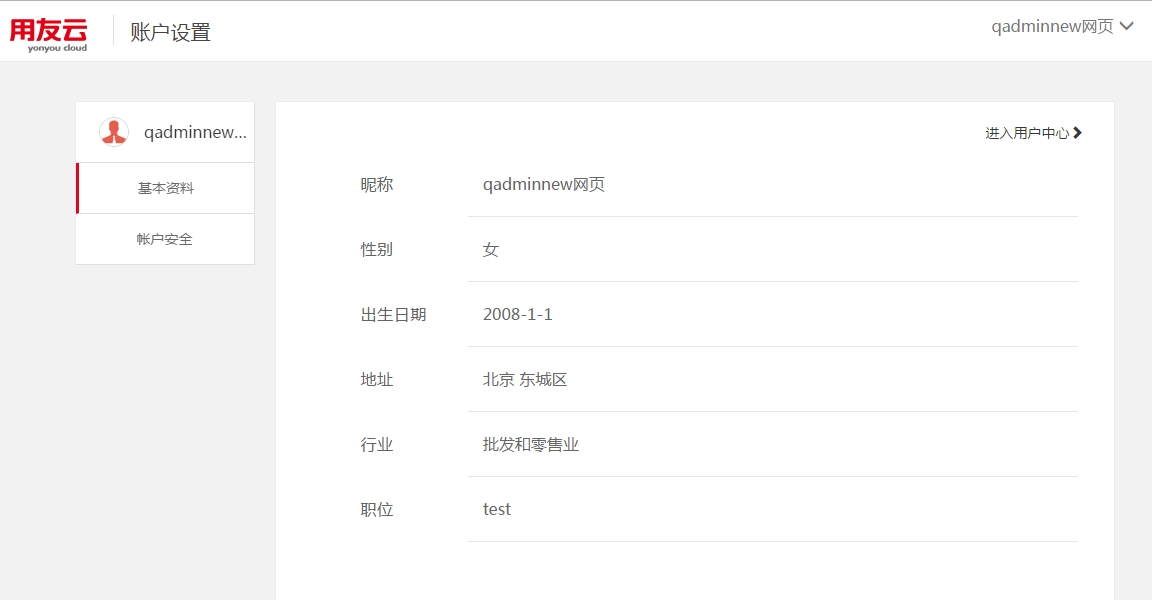 用友云
yonyou cloud
账户设置
qadminnew网页
qadminnew...
基本资料
帐户安全
进入用户中心
昵称 qadminnew网页
性别 女
出生日期 2008-1-1
地址 北京 东城区
行业 批发和零售业
职位 test